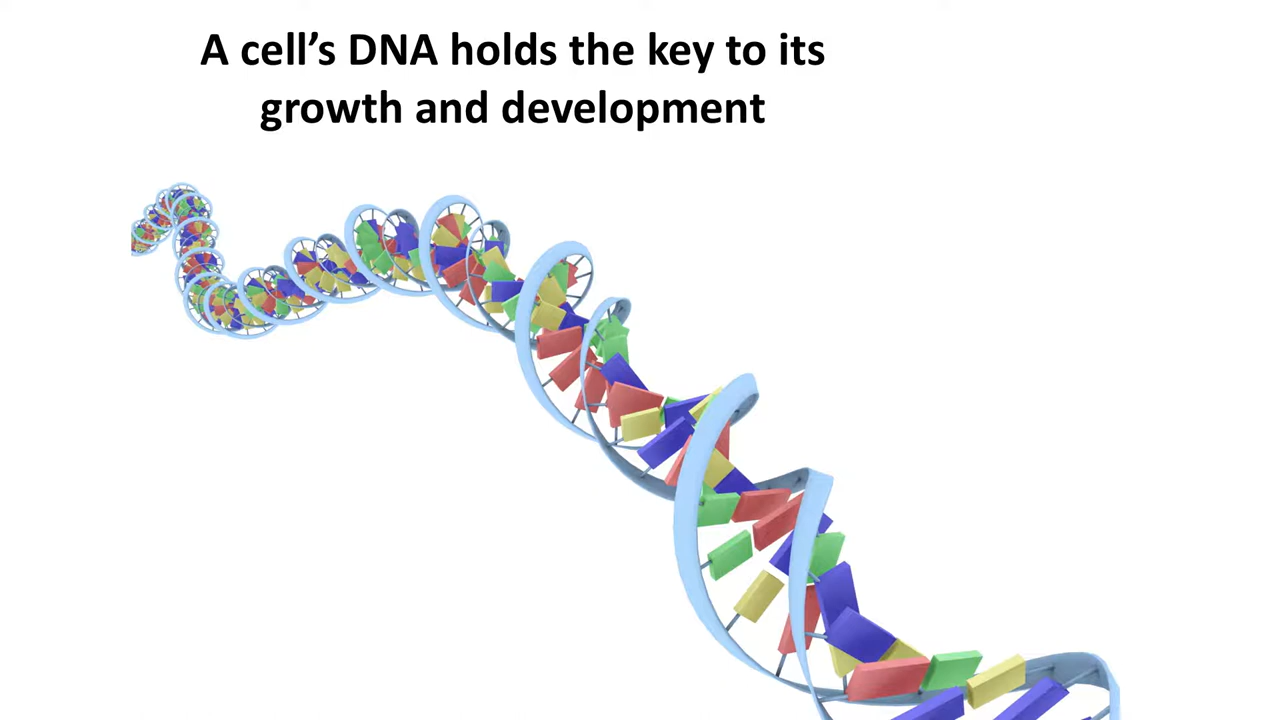 A cell’s DNA holds the key to its
growth and development